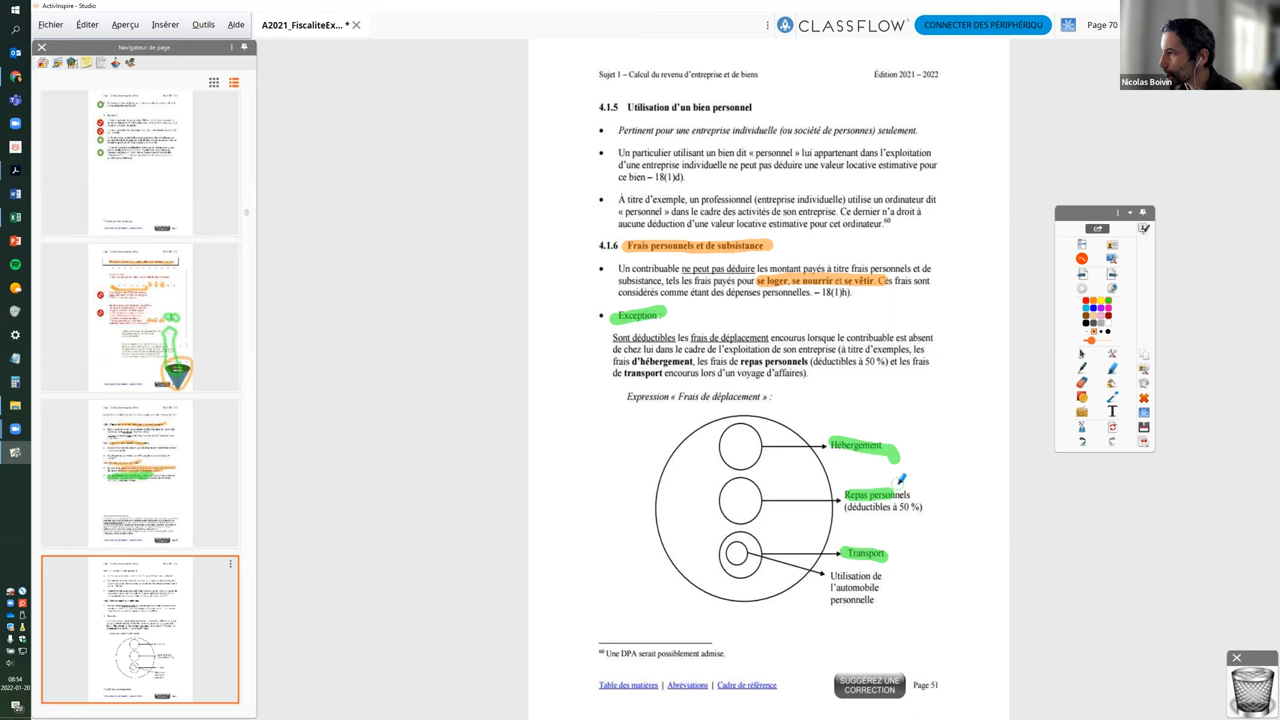 ActivInspire - Studio
Fichier Éditer Aperçu Insérer Outils Aide
A2021_FiscaliteEx... *
CLASSFLOW
CONNECTER DES PÉRIPHÉRIQU
Page 70
Nicolas Boivin
Navigateur de page
Sujet 1 – Calcul du revenu d'entreprise et de biens
Édition 2021 - 2022
4.1.5 Utilisation d'un bien personnel
• Pertinent pour une entreprise individuelle (ou société de personnes) seulement.
• Un particulier utilisant un bien dit « personnel » lui appartenant dans l'exploitation
d'une entreprise individuelle ne peut pas déduire une valeur locative estimative pour
ce bien – 18(1)d).
• À titre d'exemple, un professionnel (entreprise individuelle) utilise un ordinateur dit
« personnel » dans le cadre des activités de son entreprise. Ce dernier n'a droit à
aucune déduction d'une valeur locative estimative pour cet ordinateur.60
4.1.6 Frais personnels et de subsistance
• Un contribuable ne peut pas déduire les montant payés à titre frais personnels et de
subsistance, tels les frais payés pour se loger, se nourrir et se vêtir. Ces frais sont
considérés comme étant des dépenses personnelles. – 18(1)h).
• Exception :
Sont déductibles les frais de déplacement encourus lorsque le contribuable est absent
de chez lui dans le cadre de l'exploitation de son entreprise (à titre d'exemples, les
frais d'hébergement, les frais de repas personnels (déductibles à 50 %) et les frais
de transport encourus lors d'un voyage d'affaires).
Expression « Frais de déplacement » :
Hébergement
Repas personnels
(déductibles à 50 %)
Transport
Utilisation de
l'automobile
personnelle
60 Une DPA serait possiblement admise.
Table des matières | Abréviations | Cadre de référence
SUGGÉREZ UNE
CORRECTION
Page 51